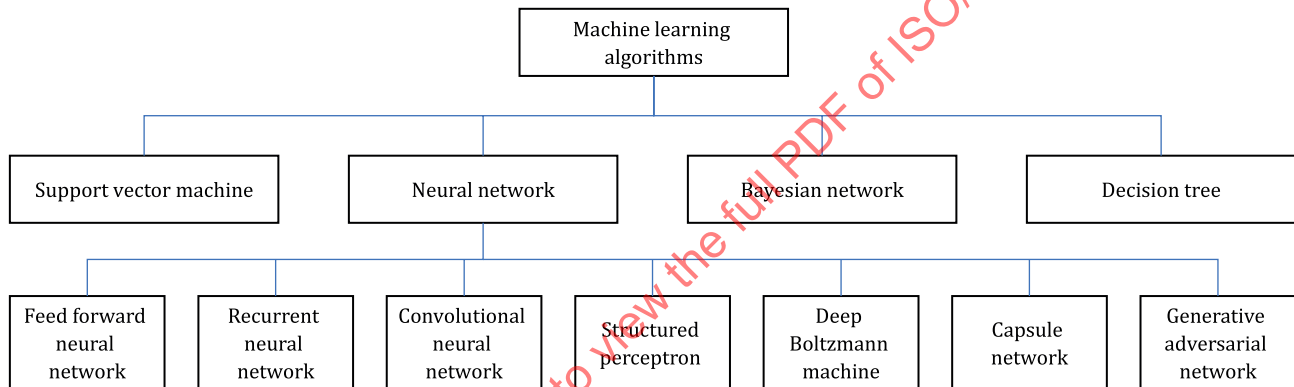 Machine learning
algorithms
Support vector machine
Neural network
Bayesian network
Decision tree
Feed forward
neural
network
Recurrent
neural
network
Convolutional
neural
network
Structured
perceptron
Deep
Boltzmann
machine
Capsule
network
Generative
adversarial
network
to view the full PDF of ISO/